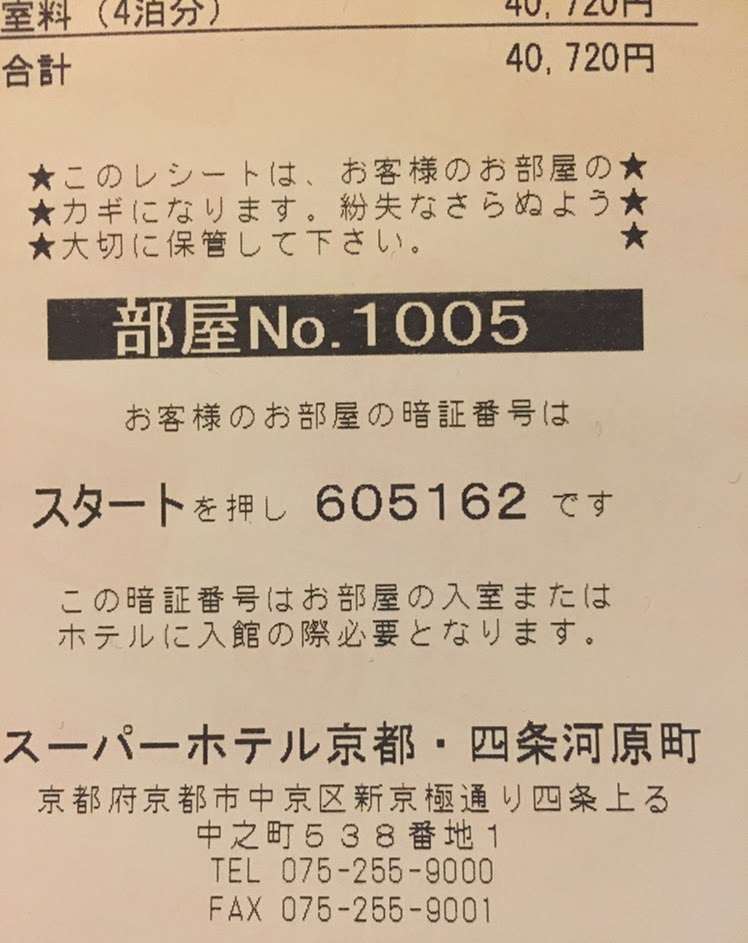 室料（4泊分） 40,720円
合計 40,720円
★このレシートは、お客様のお部屋の★
★カギになります。紛失なさらぬよう★
★大切に保管して下さい。 ★
部屋No.1005
お客様のお部屋の暗証番号は
スタートを押し 605162 です
この暗証番号はお部屋の入室または
ホテルに入館の際必要となります。
スーパーホテル京都・四条河原町
京都府京都市中京区新京極通り四条上る
中之町５３８番地１
TEL 075-255-9000
FAX 075-255-9001